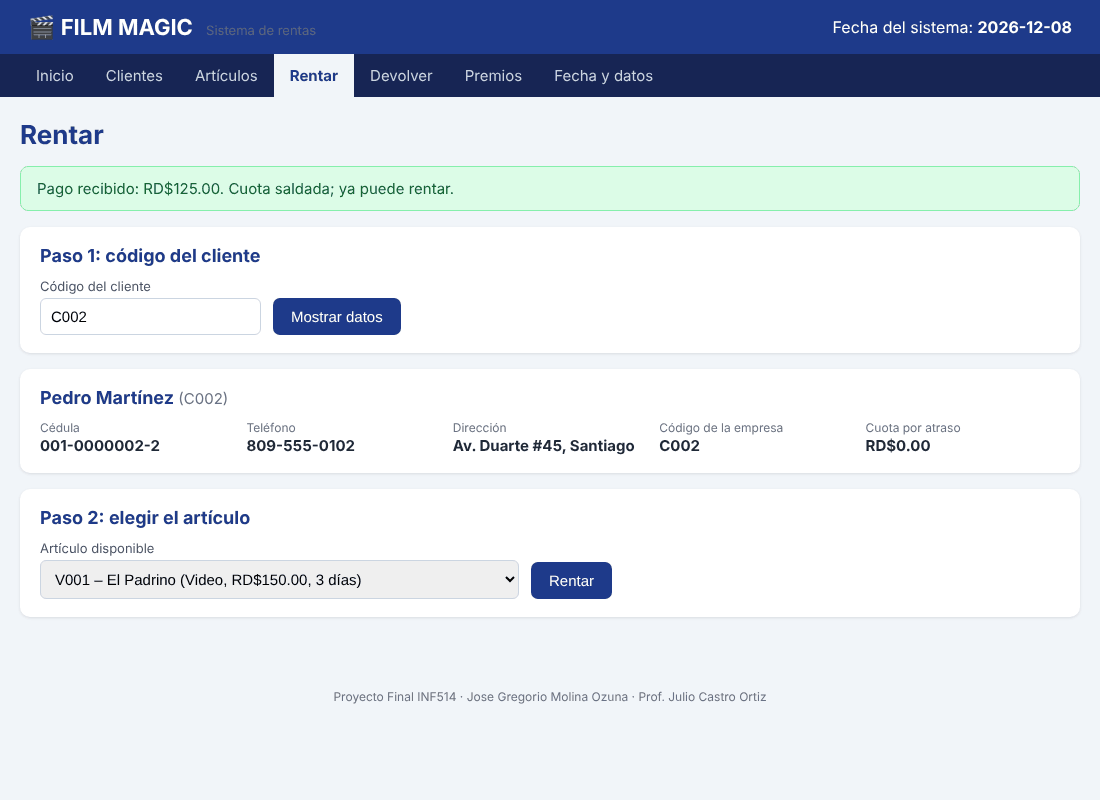 🎬 FILM MAGIC Sistema de rentas Fecha del sistema: 2026-12-08
Inicio Clientes Artículos Rentar Devolver Premios Fecha y datos
Rentar
Pago recibido: RD$125.00. Cuota saldada; ya puede rentar.
Paso 1: código del cliente
Código del cliente
C002 Mostrar datos
Pedro Martínez (C002)
Cédula Teléfono Dirección Código de la empresa Cuota por atraso
001-0000002-2 809-555-0102 Av. Duarte #45, Santiago C002 RD$0.00
Paso 2: elegir el artículo
Artículo disponible
V001 – El Padrino (Video, RD$150.00, 3 días) Rentar
Proyecto Final INF514 · Jose Gregorio Molina Ozuna · Prof. Julio Castro Ortiz